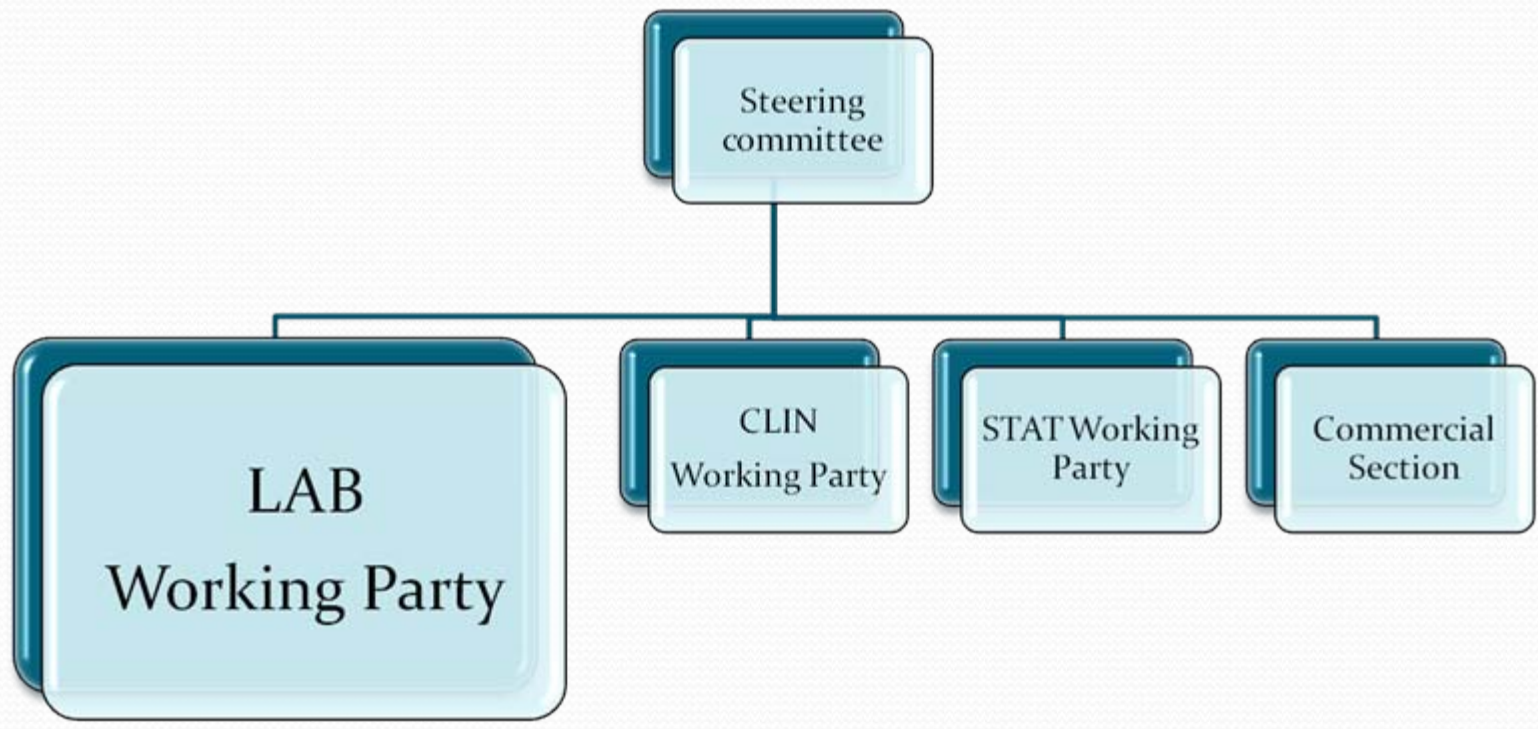 Steering
committee
LAB
Working Party
CLIN
Working Party
STAT Working
Party
Commercial
Section